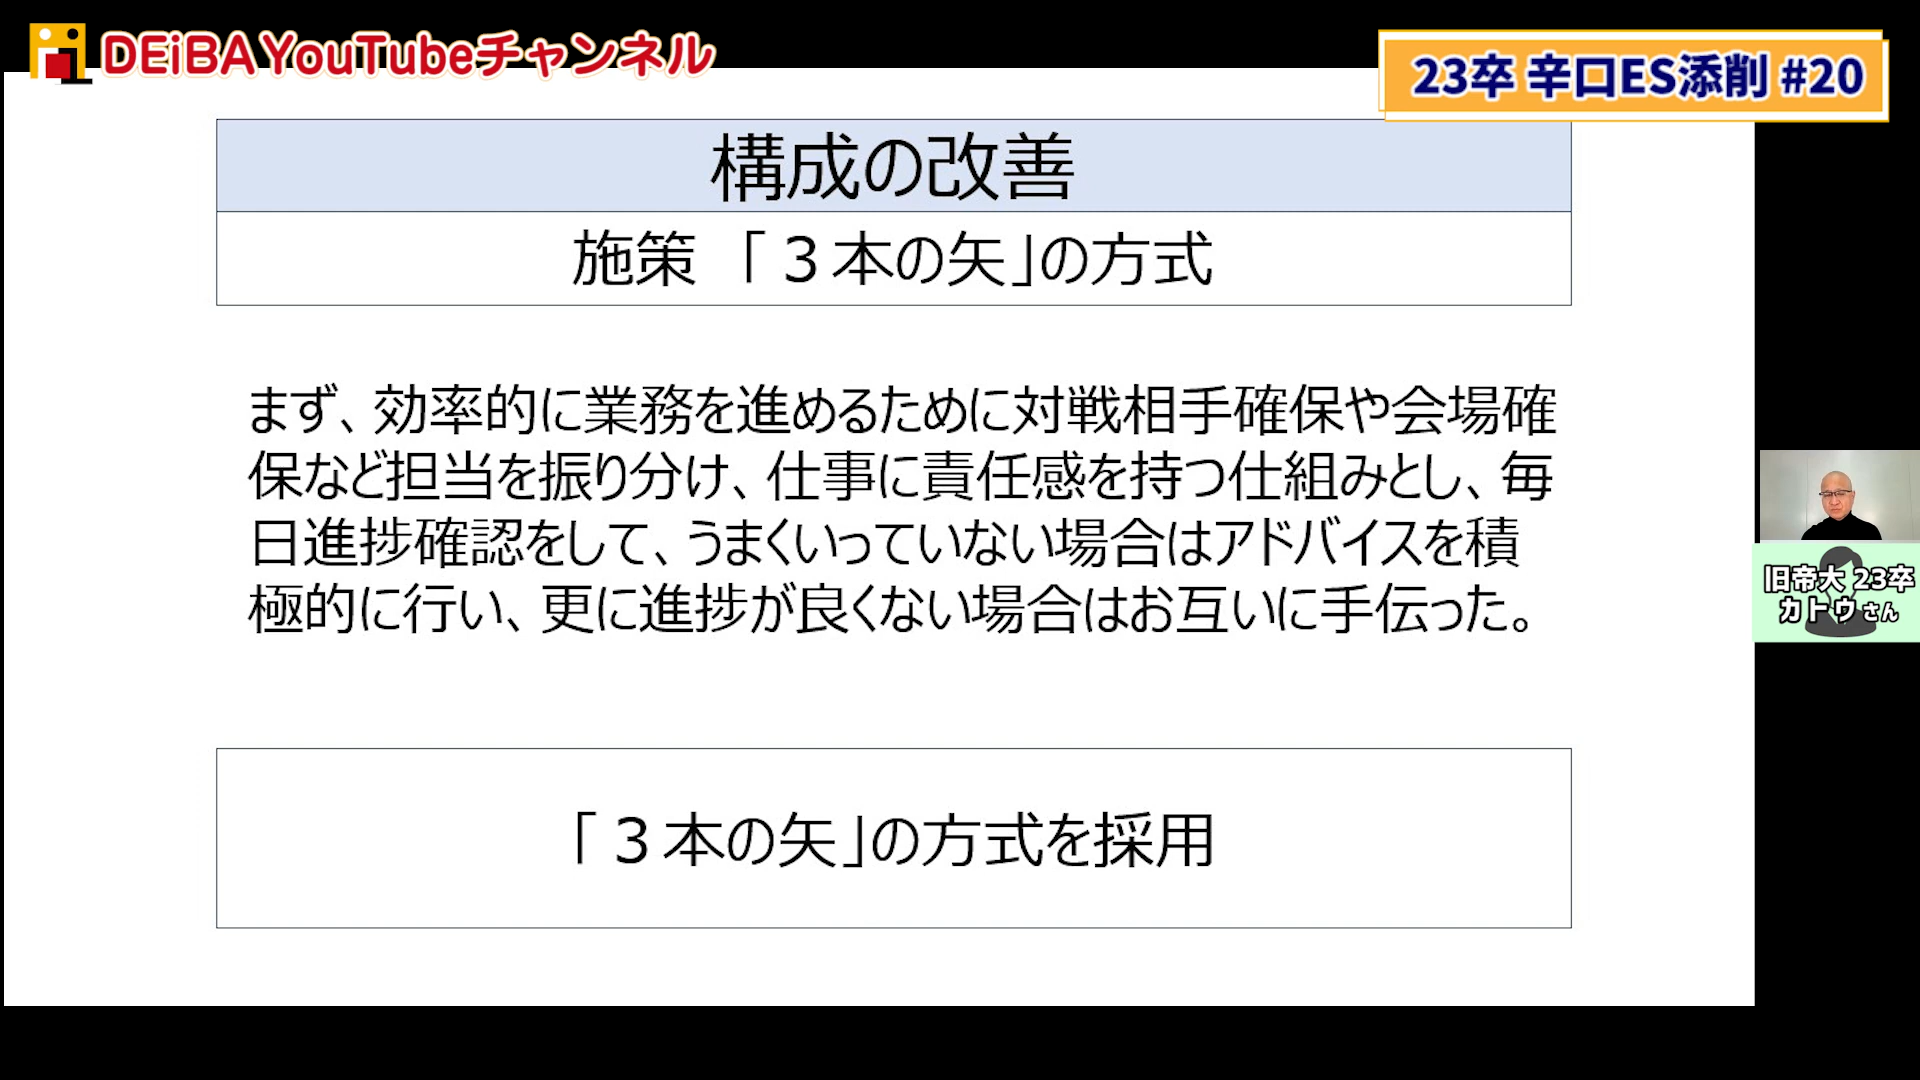 DEiBA YouTubeチャンネル
23卒 辛口ES添削 #20
構成の改善
施策 「３本の矢」の方式
まず、効率的に業務を進めるために対戦相手確保や会場確
保など担当を振り分け、仕事に責任感を持つ仕組みとし、毎
日進捗確認をして、うまくいっていない場合はアドバイスを積
極的に行い、更に進捗が良くない場合はお互いに手伝った。
旧帝大 23卒
カトウさん
「３本の矢」の方式を採用